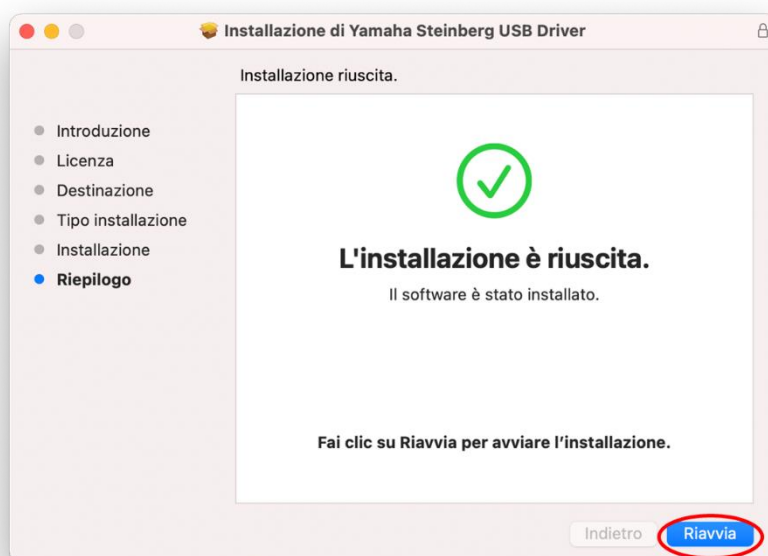 Installazione di Yamaha Steinberg USB Driver
Installazione riuscita.
Introduzione
Licenza
Destinazione
Tipo installazione
Installazione
Riepilogo
L'installazione è riuscita.
Il software è stato installato.
Fai clic su Riavvia per avviare l’installazione.
Indietro
Riavvia